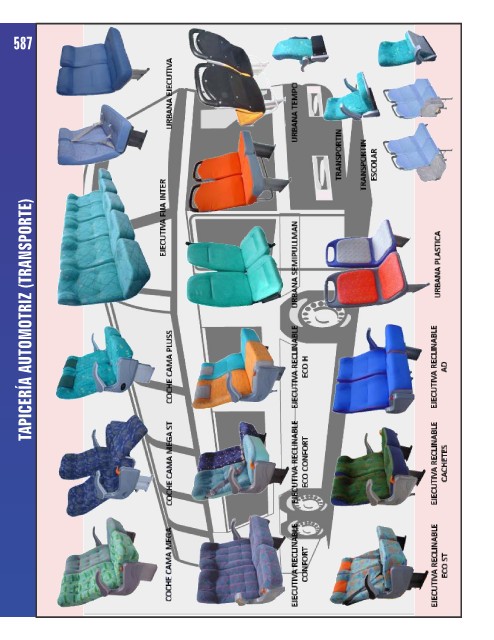 587
TAPICERÍA AUTOMOTRIZ (TRANSPORTE)
COCHE CAMA MEGA
COCHE CAMA MEGA ST
COCHE CAMA PLUSS
EJECUTIVA FIJA INTER
URBANA EJECUTIVA
EJECUTIVA RECLINABLE
CONFORT
EJECUTIVA RECLINABLE
ECO CONFORT
EJECUTIVA RECLINABLE
ECO H
URBANA SEMIPULLMAN
URBANA TEMPO
TRANSPORTIN
TRANSPORTIN
ESCOLAR
EJECUTIVA RECLINABLE
ECO ST
EJECUTIVA RECLINABLE
CACHETES
EJECUTIVA RECLINABLE
AO
URBANA PLASTICA